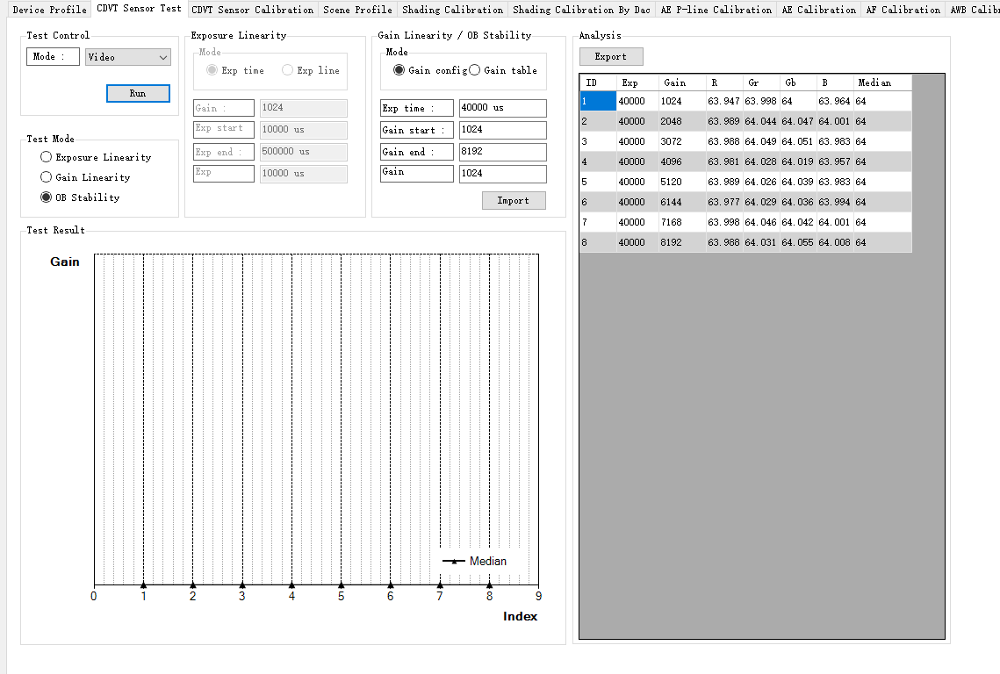 Device Profile CDVT Sensor Test CDVT Sensor Calibration Scene Profile Shading Calibration Shading Calibration By Dac AE P-line Calibration AE Calibration AF Calibration AWB Calibr
Test Control
Mode : Video
Run
Test Mode
Exposure Linearity
Gain Linearity
OB Stability
Exposure Linearity
Mode
Exp time Exp line
Gain : 1024
Exp start 10000 us
Exp end : 500000 us
Exp 10000 us
Gain Linearity / OB Stability
Mode
Gain config Gain table
Exp time : 40000 us
Gain start : 1024
Gain end : 8192
Gain 1024
Import
Test Result
Gain
Median
0 1 2 3 4 5 6 7 8 9
Index
Analysis
Export
ID Exp Gain R Gr Gb B Median
1 40000 1024 63.947 63.998 64 63.964 64
2 40000 2048 63.989 64.044 64.047 64.001 64
3 40000 3072 63.988 64.049 64.051 63.983 64
4 40000 4096 63.981 64.028 64.019 63.957 64
5 40000 5120 63.989 64.026 64.039 63.983 64
6 40000 6144 63.977 64.029 64.036 63.994 64
7 40000 7168 63.998 64.046 64.042 64.001 64
8 40000 8192 63.988 64.031 64.055 64.008 64